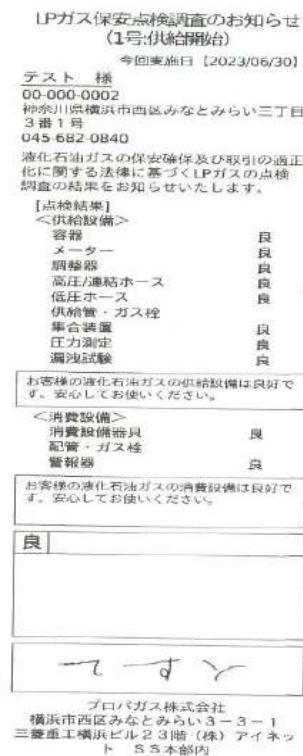 LPガス保安点検調査のお知らせ
(1号:供給開始)
今回実施日【2023/06/30】
テスト 様
00-000-0002
神奈川県横浜市西区みなとみらい三丁目
3番1号
045-682-0840
液化石油ガスの保安確保及び取引の適正
化に関する法律に基づくLPガスの点検
調査の結果をお知らせいたします。
[点検結果]
<供給設備>
容器 良
メーター 良
調整器 良
高圧/連結ホース 良
低圧ホース 良
供給管・ガス栓
集合装置 良
圧力測定 良
漏洩試験 良
お客様の液化石油ガスの供給設備は良好で
す。安心してお使いください。
<消費設備>
消費設備器具 良
配管・ガス栓
警報器 良
お客様の液化石油ガスの消費設備は良好で
す。安心してお使いください。
良
てすと
プロパガス株式会社
横浜市西区みなとみらい3-3-1
三菱重工横浜ビル23階(株)アイネッ
ト SS本部内